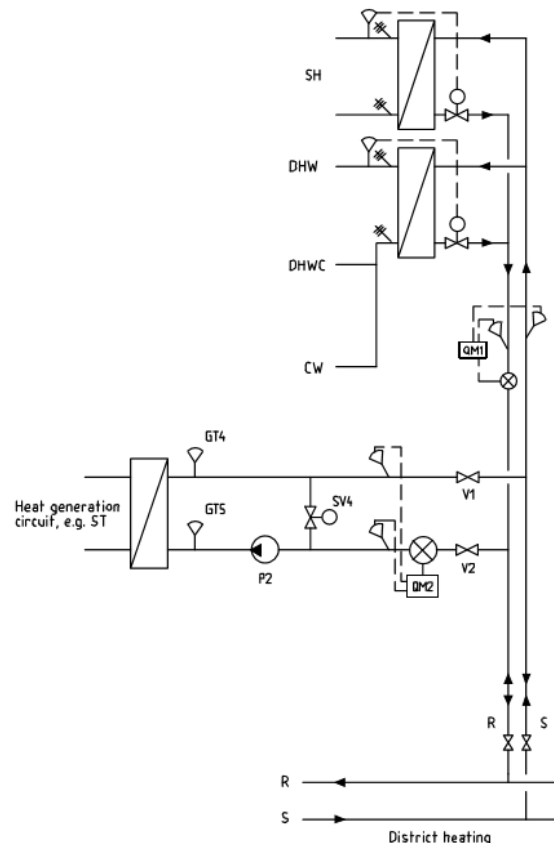 SH
DHW
DHWC
CW
QM1
GT4
V1
Heat generation
circuit, e.g. ST
GT5
SV4
P2
QM2
V2
R
S
R
S
District heating